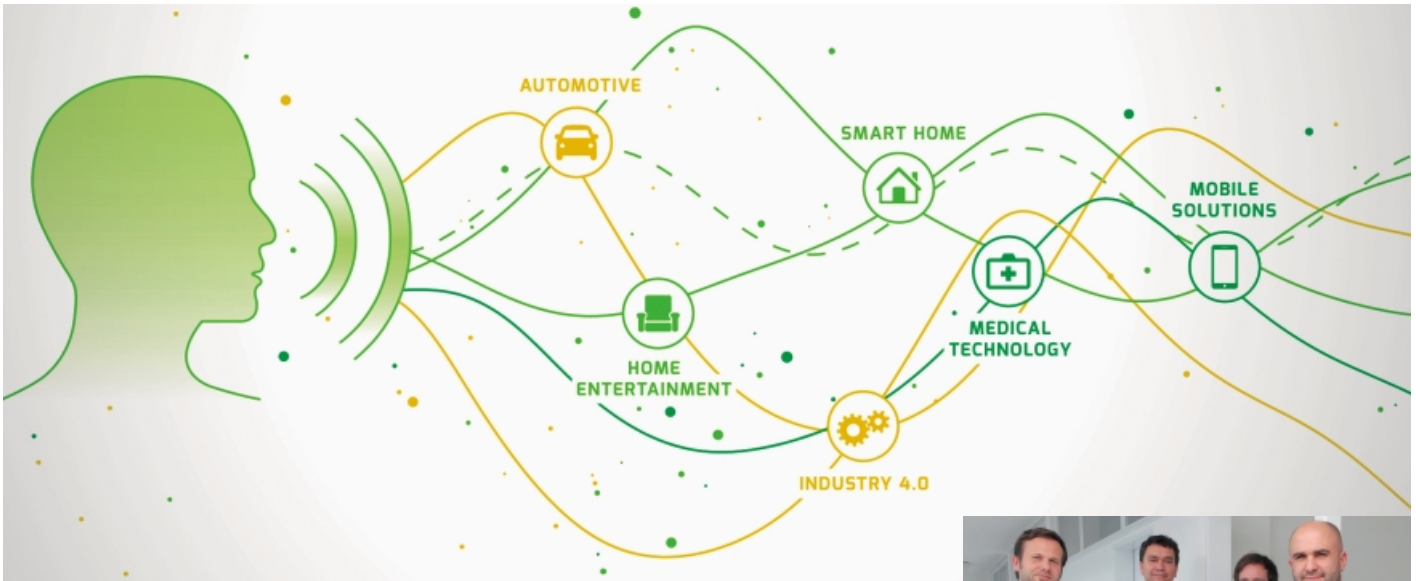 AUTOMOTIVE
SMART HOME
MOBILE
SOLUTIONS
MEDICAL
TECHNOLOGY
HOME
ENTERTAINMENT
INDUSTRY 4.0